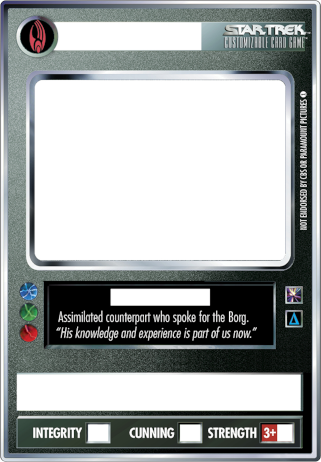 STAR TREK
CUSTOMIZABLE CARD GAME
NOT ENDORSED BY CBS OR PARAMOUNT PICTURES
Assimilated counterpart who spoke for the Borg.
"His knowledge and experience is part of us now."
INTEGRITY CUNNING STRENGTH 3+